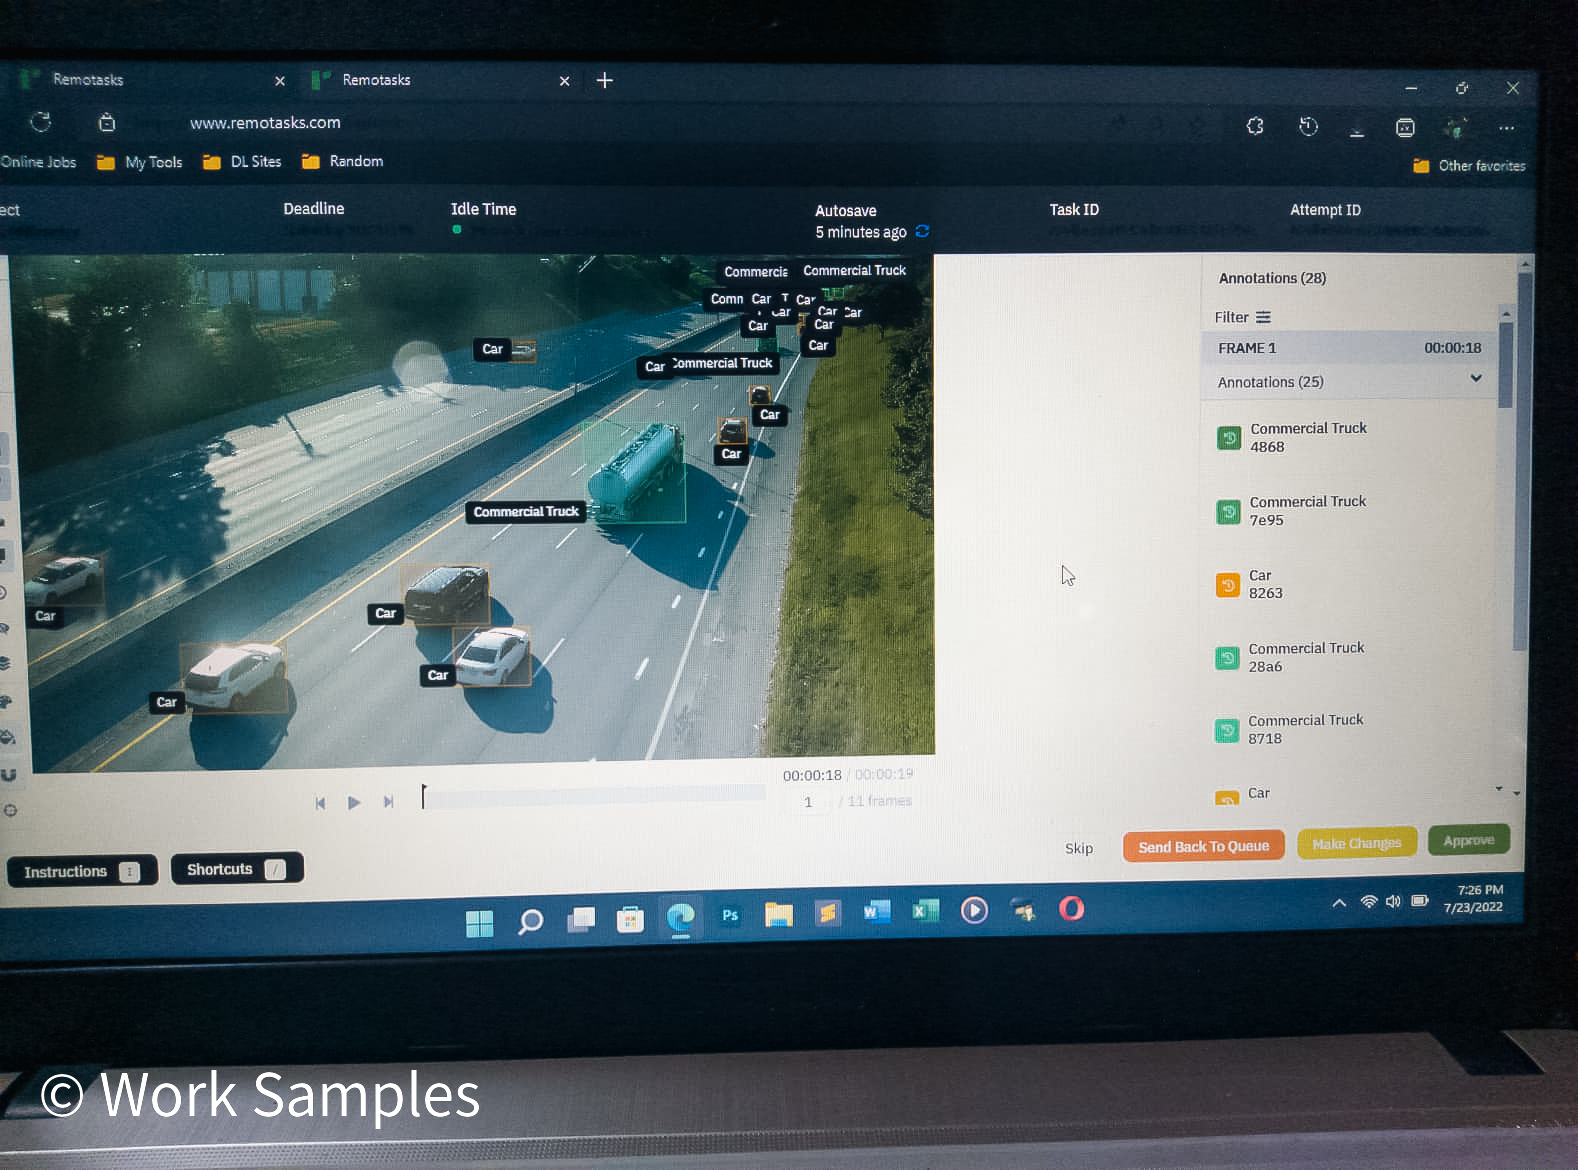 Remotasks
Remotasks
www.remotasks.com
Online Jobs
My Tools
DL Sites
Random
Other favorites
ect
Deadline
Idle Time
Autosave
5 minutes ago
Task ID
Attempt ID
Commercia
Commercial Truck
Comm
Car
T
Car
Car
Car
Car
Car
Car
Car
Car
Car
Commercial Truck
Car
Car
Commercial Truck
Car
Car
Car
Car
Annotations (28)
Filter
FRAME 1
00:00:18
Annotations (25)
Commercial Truck
4868
Commercial Truck
7e95
Car
8263
Commercial Truck
28a6
Commercial Truck
8718
Car
00:00:18 / 00:00:19
1 / 11 frames
Instructions
Shortcuts /
Skip
Send Back To Queue
Make Changes
Approve
Ps
7:26 PM
7/23/2022
© Work Samples